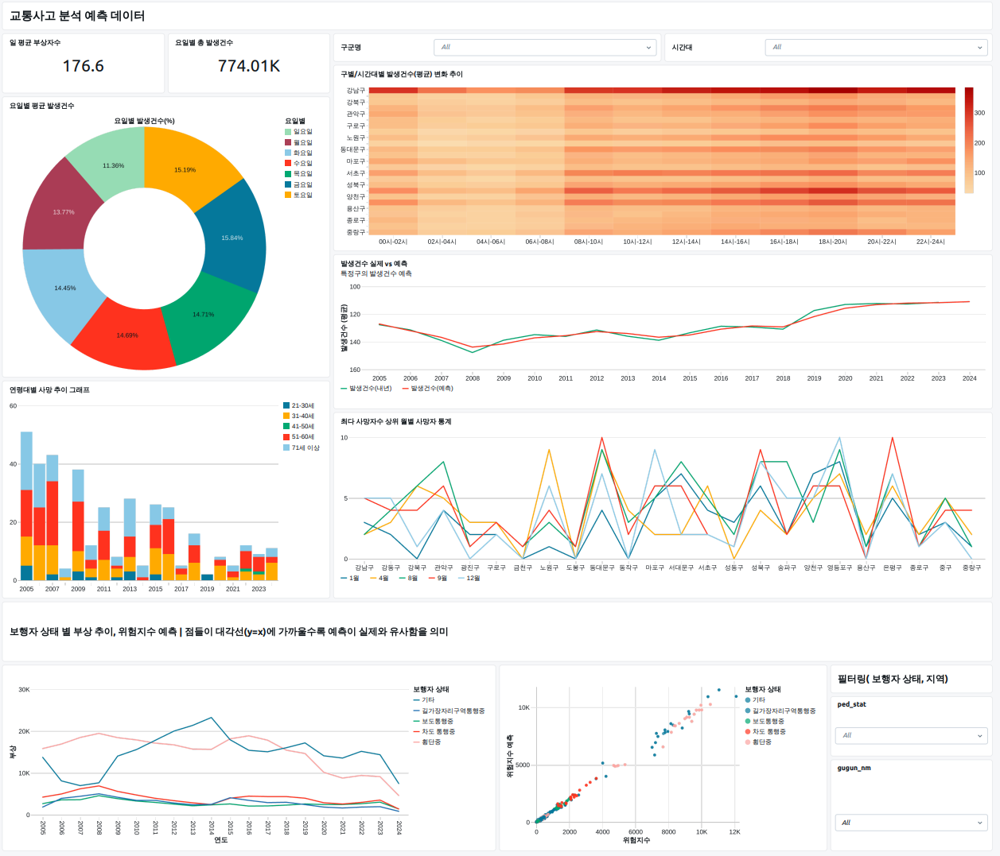 교통사고 분석 예측 데이터
일 평균 부상자수
176.6
요일별 총 발생건수
774.01K
구군명
All
시간대
All
요일별 평균 발생건수
요일별 발생건수(%)
요일별
일요일
월요일
화요일
수요일
목요일
금요일
토요일
11.36%
15.19%
13.77%
15.84%
14.45%
14.71%
14.69%
구별/시간대별 발생건수(평균) 변화 추이
강남구
강북구
관악구
구로구
노원구
동대문구
마포구
서초구
성북구
양천구
용산구
종로구
중랑구
00시-02시 02시-04시 04시-06시 06시-08시 08시-10시 10시-12시 12시-14시 14시-16시 16시-18시 18시-20시 20시-22시 22시-24시
300
200
100
발생건수 실제 vs 예측
특정구의 발생건수 예측
발생건수 (평균)
100
120
140
160
2005 2006 2007 2008 2009 2010 2011 2012 2013 2014 2015 2016 2017 2018 2019 2020 2021 2022 2023 2024
발생건수(내년) 발생건수(예측)
연령대별 사망 추이 그래프
60
40
20
0
2005 2007 2009 2011 2013 2015 2017 2019 2021 2023
21-30세
31-40세
41-50세
51-60세
71세 이상
최다 사망자수 상위 월별 사망자 통계
10
5
0
강남구 강동구 강북구 관악구 광진구 구로구 금천구 노원구 도봉구 동대문구 동작구 마포구 서대문구 서초구 성동구 성북구 송파구 양천구 영등포구 용산구 은평구 종로구 중구 중랑구
1월 4월 8월 9월 12월
보행자 상태 별 부상 추이, 위험지수 예측 | 점들이 대각선(y=x)에 가까울수록 예측이 실제와 유사함을 의미
부상
30K
20K
10K
0
2005 2006 2007 2008 2009 2010 2011 2012 2013 2014 2015 2016 2017 2018 2019 2020 2021 2022 2023 2024
연도
보행자 상태
기타
길가장자리구역통행중
보도통행중
차도 통행중
횡단중
위험지수 예측
10K
5000
0
0 2000 4000 6000 8000 10K 12K
위험지수
보행자 상태
기타
길가장자리구역통행중
보도통행중
차도 통행중
횡단중
필터링( 보행자 상태, 지역)
ped_stat
All
gugun_nm
All